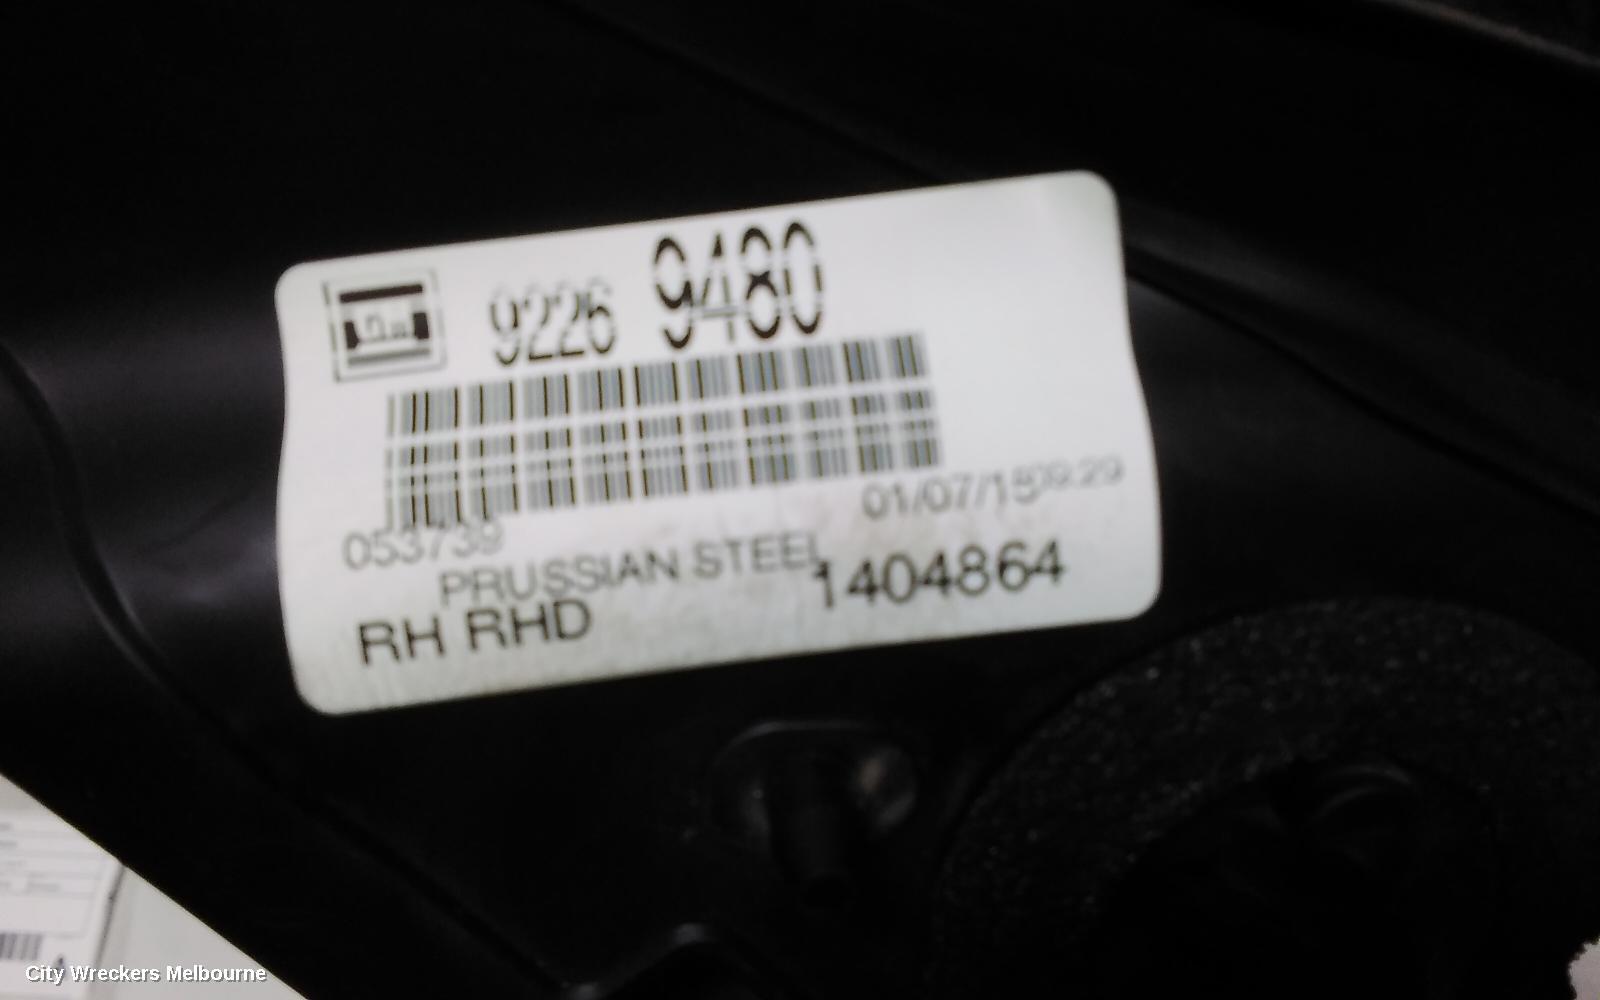 9226 9480
01/07/15 09:29
053739
PRUSSIAN STEEL
1404864
RH RHD
City Wreckers Melbourne